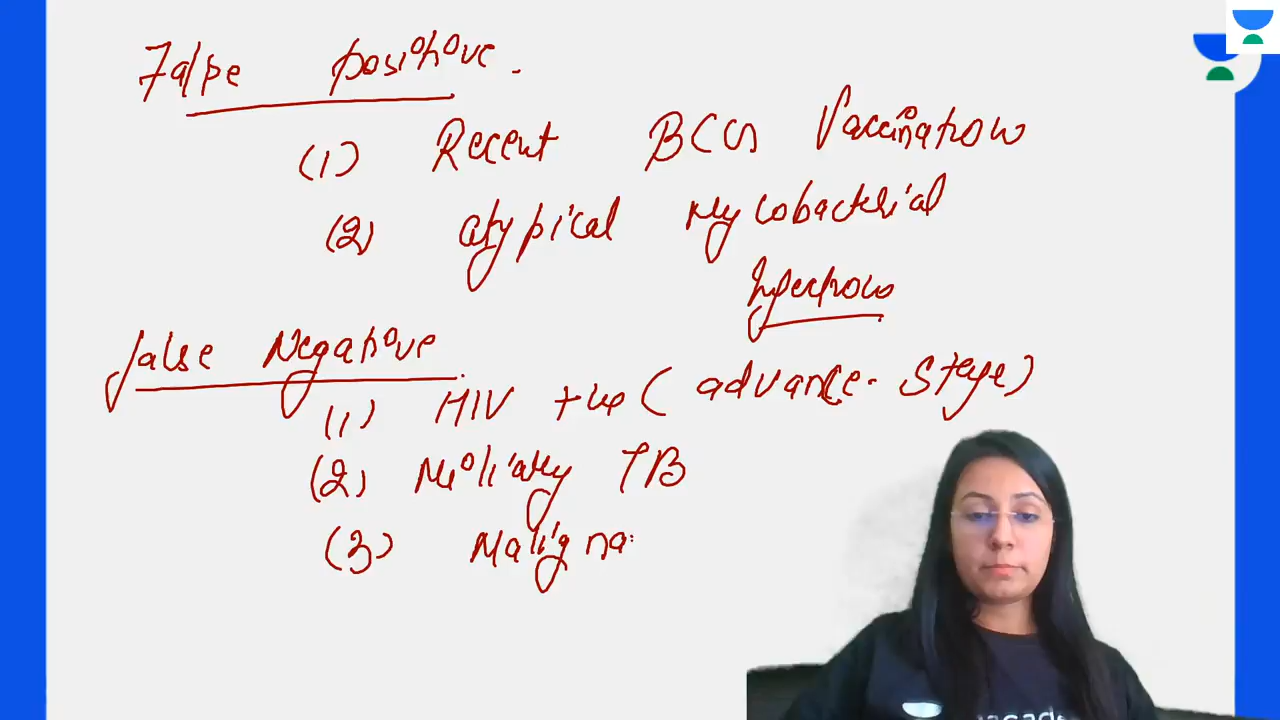 False positive.
(1) Recent BCG Vaccination
(2) atypical Mycobacterial
Infections
false Negative
(1) HIV +ve (advance. stage)
(2) Miliary TB
(3) Maligna